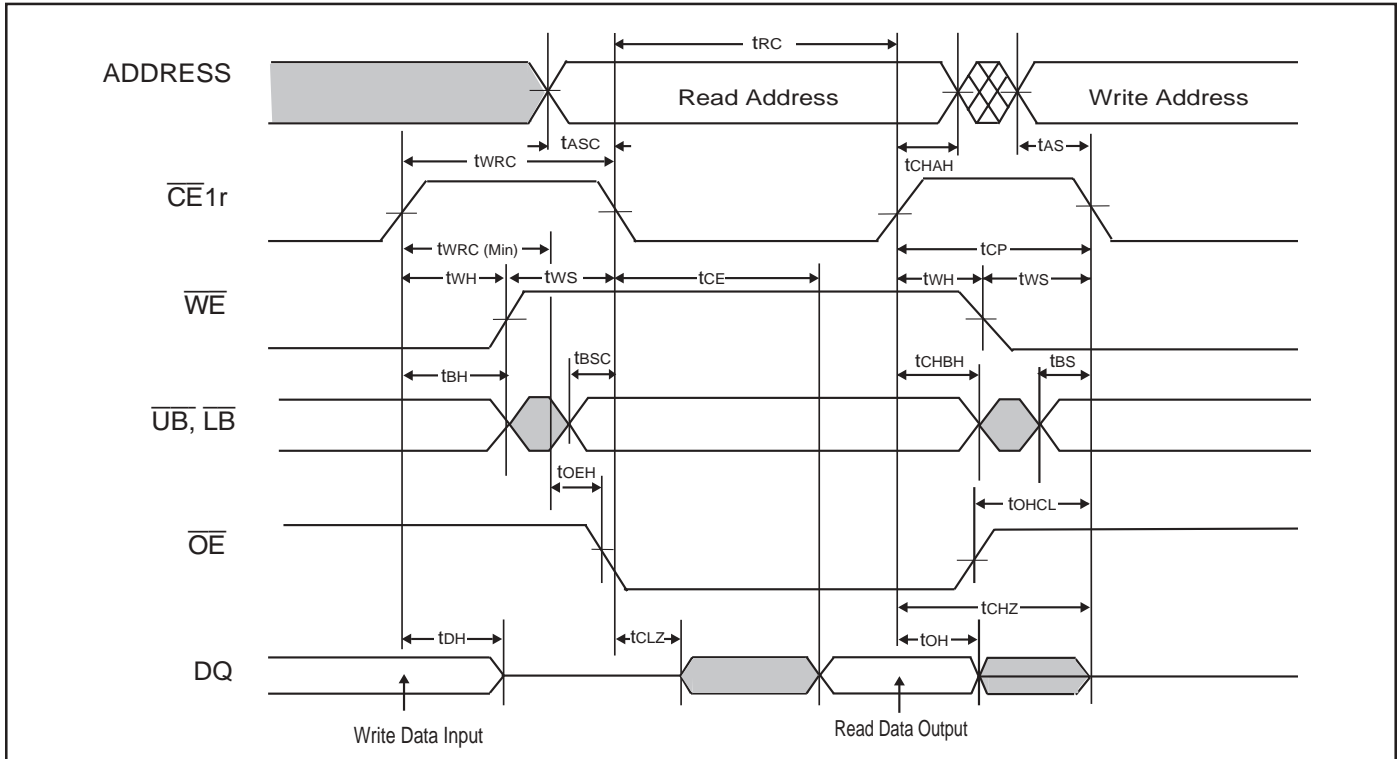 tRC
ADDRESS
Read Address
Write Address
tASC
tAS
tWRC
tCHAH
CE1r
tWRC (Min)
tCP
tWH
tWS
tCE
tWH
tWS
WE
tBSC
tCHBH
tBS
tBH
UB, LB
tOEH
tOHCL
OE
tCHZ
tDH
tCLZ
tOH
DQ
Write Data Input
Read Data Output